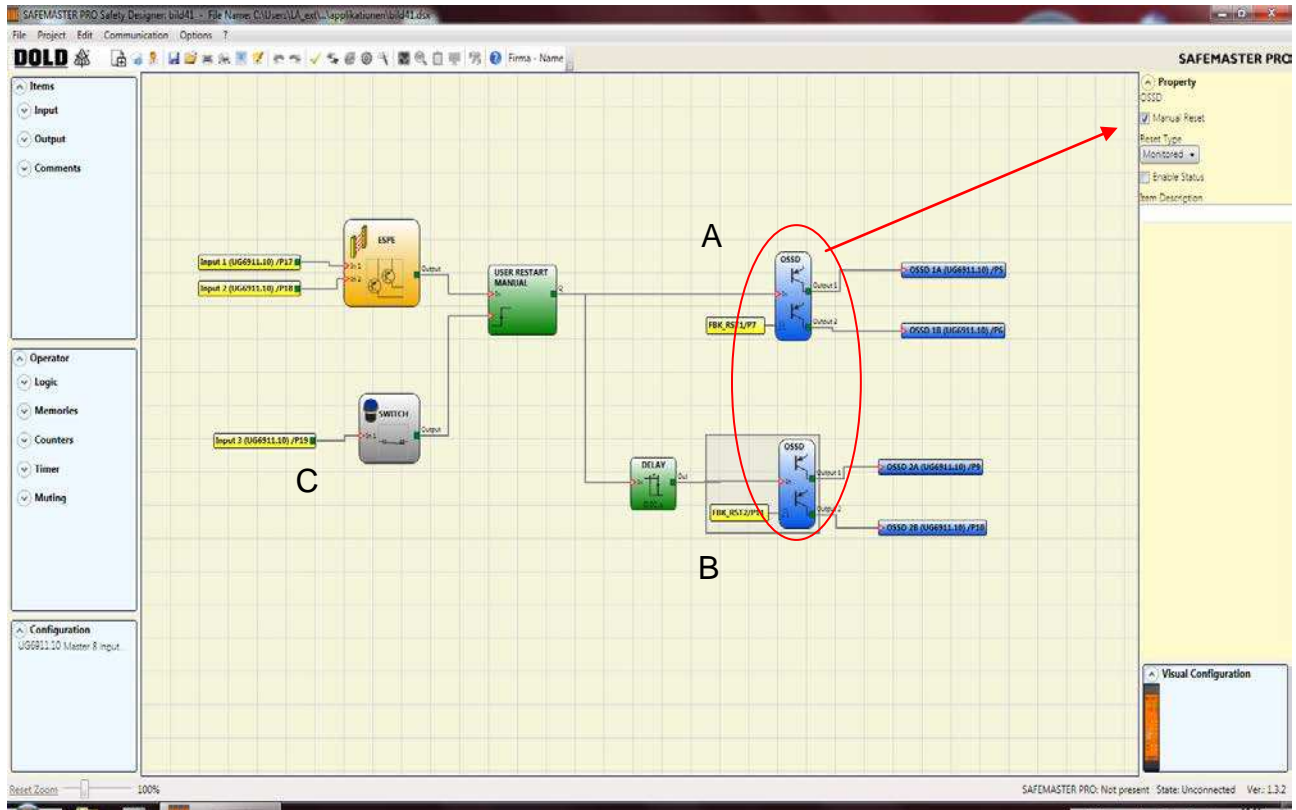 SAFEMASTER PRO Safety Designer: bild41 - File Name: C:\Users\LA_ext\...\applikationen\bild41.dsx
File Project Edit Communication Options ?
DOLD
Firma - Name
SAFEMASTER PRO
Items
Input
Output
Comments
Operator
Logic
Memories
Counters
Timer
Muting
Configuration
UG6911.10 Master 8 Input
Input 1 (UG6911.10) /P17
Input 2 (UG6911.10) /P18
ESPE
In 1
In 2
Output
USER RESTART
MANUAL
In
R
Input 3 (UG6911.10) /P19
SWITCH
In 1
Output
C
A
OSSD
In
Output 1
Output 2
FBK_RST1/P7
OSSD 1A (UG6911.10) /P5
OSSD 1B (UG6911.10) /P6
DELAY
In
Out
OSSD
In
Output 1
Output 2
OSSD 2A (UG6911.10) /P9
OSSD 2B (UG6911.10) /P10
B
Property
OSSD
Manual Reset
Reset Type
Monitored
Enable Status
Item Description
Visual Configuration
Reset Zoom
100%
SAFEMASTER PRO: Not present State: Unconnected Ver.: 1.3.2